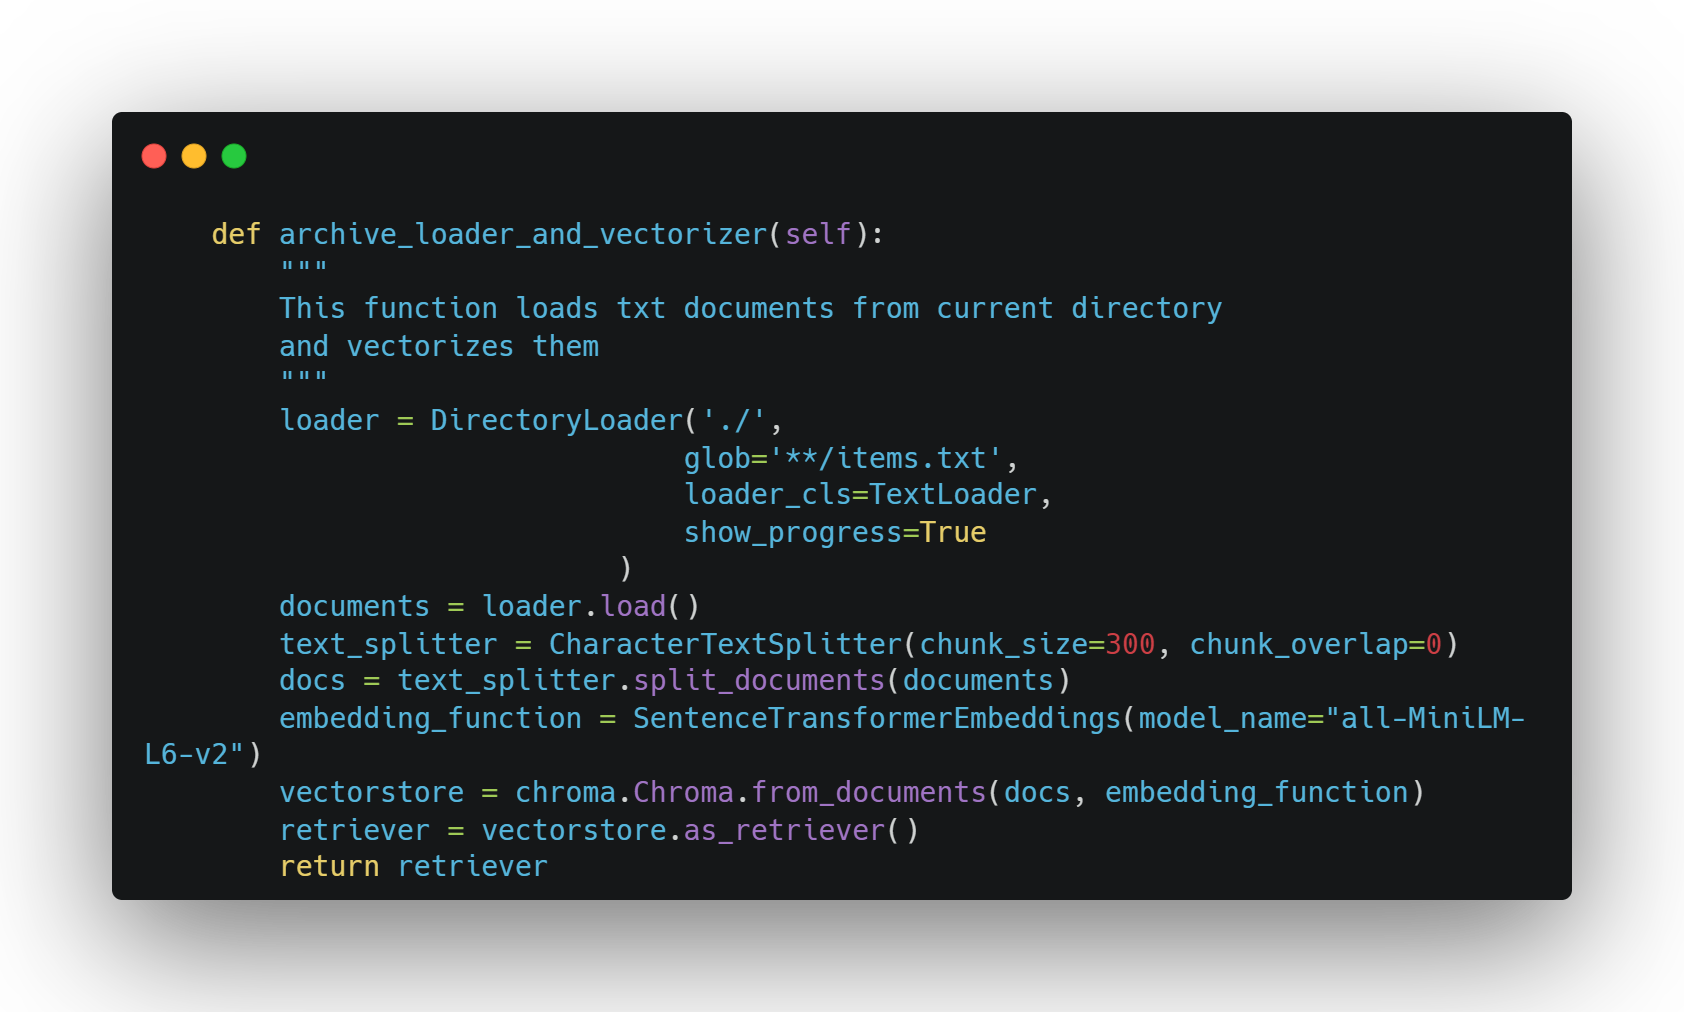 def archive_loader_and_vectorizer(self):
"""
This function loads txt documents from current directory
and vectorizes them
"""
loader = DirectoryLoader('./',
glob='**/items.txt',
loader_cls=TextLoader,
show_progress=True
)
documents = loader.load()
text_splitter = CharacterTextSplitter(chunk_size=300, chunk_overlap=0)
docs = text_splitter.split_documents(documents)
embedding_function = SentenceTransformerEmbeddings(model_name="all-MiniLM-
L6-v2")
vectorstore = chroma.Chroma.from_documents(docs, embedding_function)
retriever = vectorstore.as_retriever()
return retriever